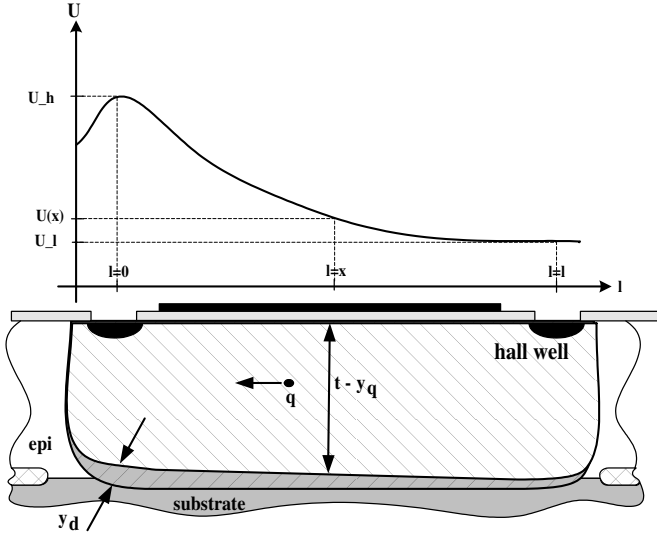 U
U_h
U(x)
U_l
l=0
l=x
l=l
l
hall well
q
t - yq
epi
substrate
yd